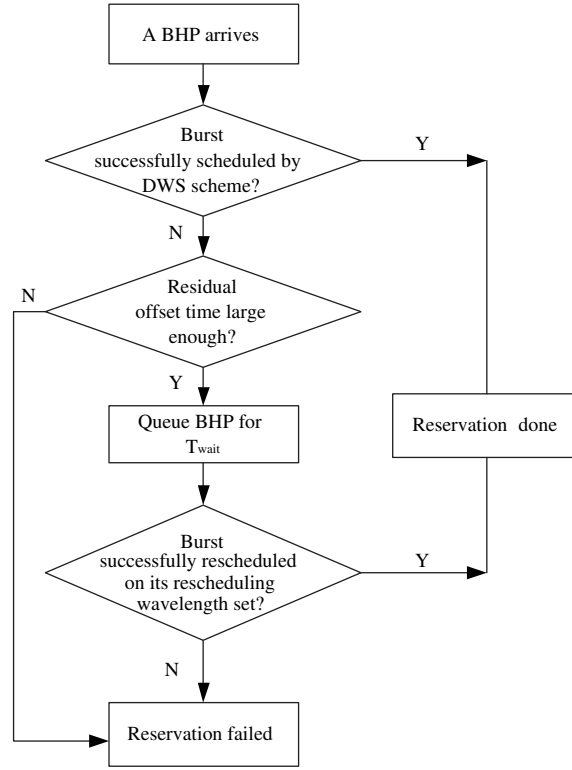 A BHP arrives
Burst
successfully scheduled by
DWS scheme?
Y
N
Residual
offset time large
enough?
N
Y
Queue BHP for
Twait
Reservation done
Burst
successfully rescheduled
on its rescheduling
wavelength set?
Y
N
Reservation failed